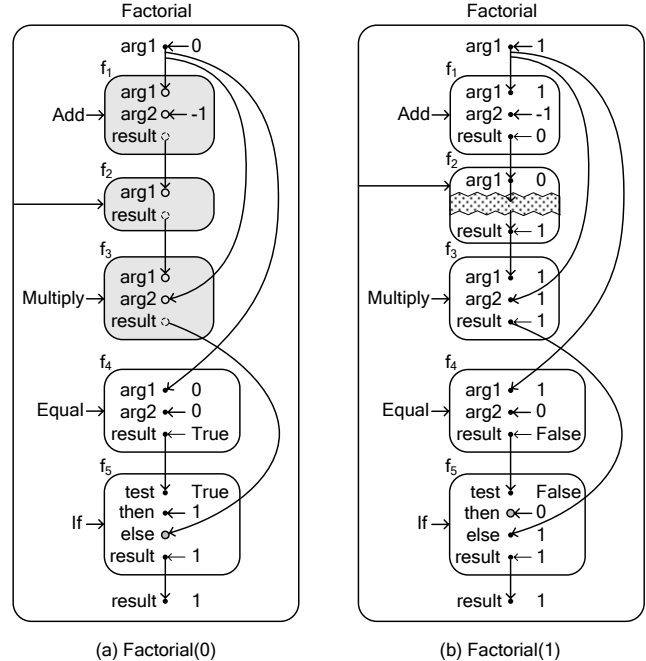 Factorial
arg1 0
f1
arg1
Add arg2 -1
result
f2
arg1
result
f3
arg1
Multiply arg2
result
f4
arg1 0
Equal arg2 0
result True
f5
test True
then 1
If else
result 1
result 1
(a) Factorial(0)
Factorial
arg1 1
f1
arg1 1
Add arg2 -1
result 0
f2
arg1 0
result 1
f3
arg1 1
Multiply arg2 1
result 1
f4
arg1 1
Equal arg2 0
result False
f5
test False
then 0
If else 1
result 1
result 1
(b) Factorial(1)